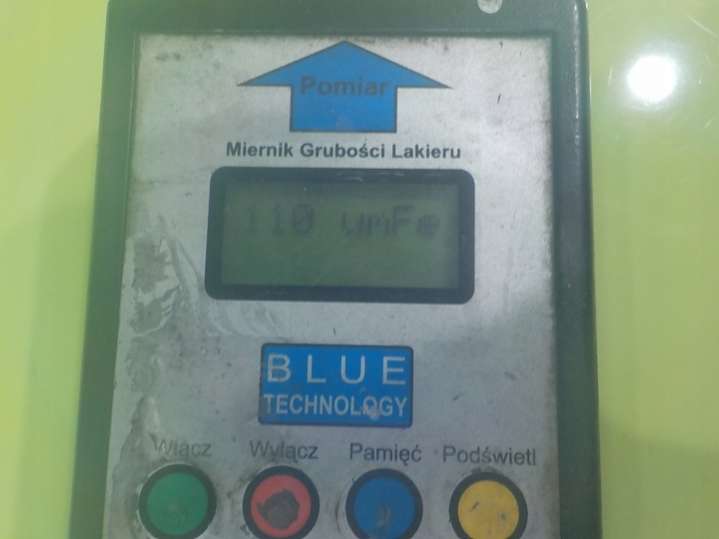 Pomiar
Miernik Grubości Lakieru
110 umFe
BLUE
TECHNOLOGY
Włącz Wyłącz Pamięć Podświetl